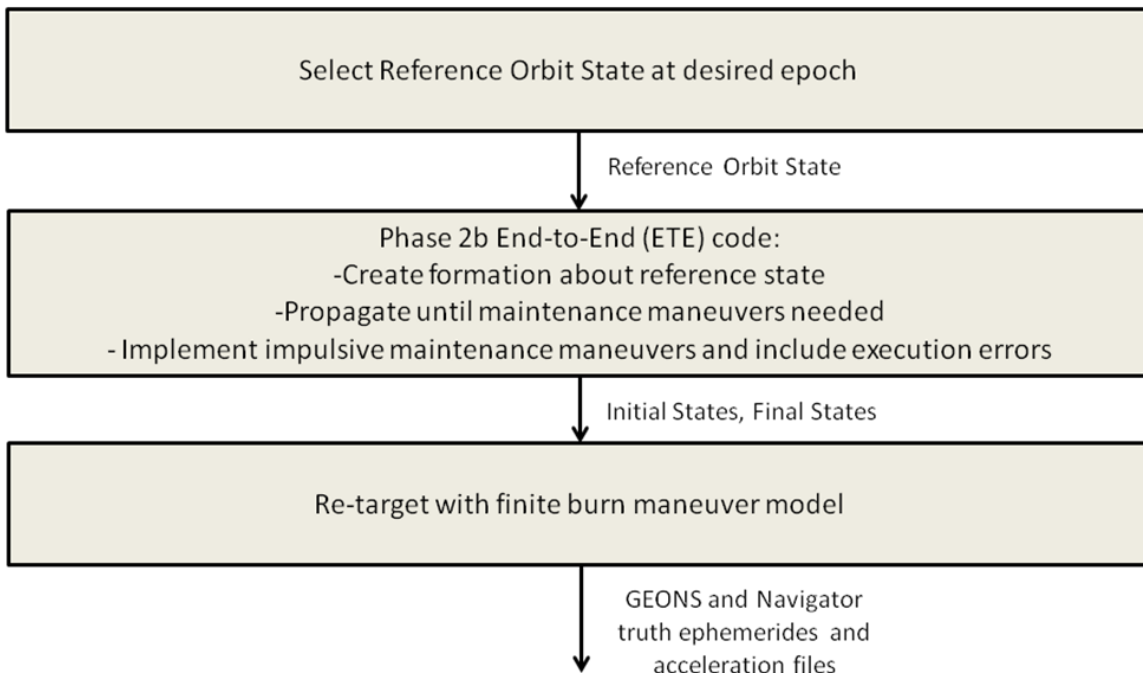 Select Reference Orbit State at desired epoch
Reference Orbit State
Phase 2b End-to-End (ETE) code:
-Create formation about reference state
-Propagate until maintenance maneuvers needed
- Implement impulsive maintenance maneuvers and include execution errors
Initial States, Final States
Re-target with finite burn maneuver model
GEONS and Navigator
truth ephemerides and
acceleration files